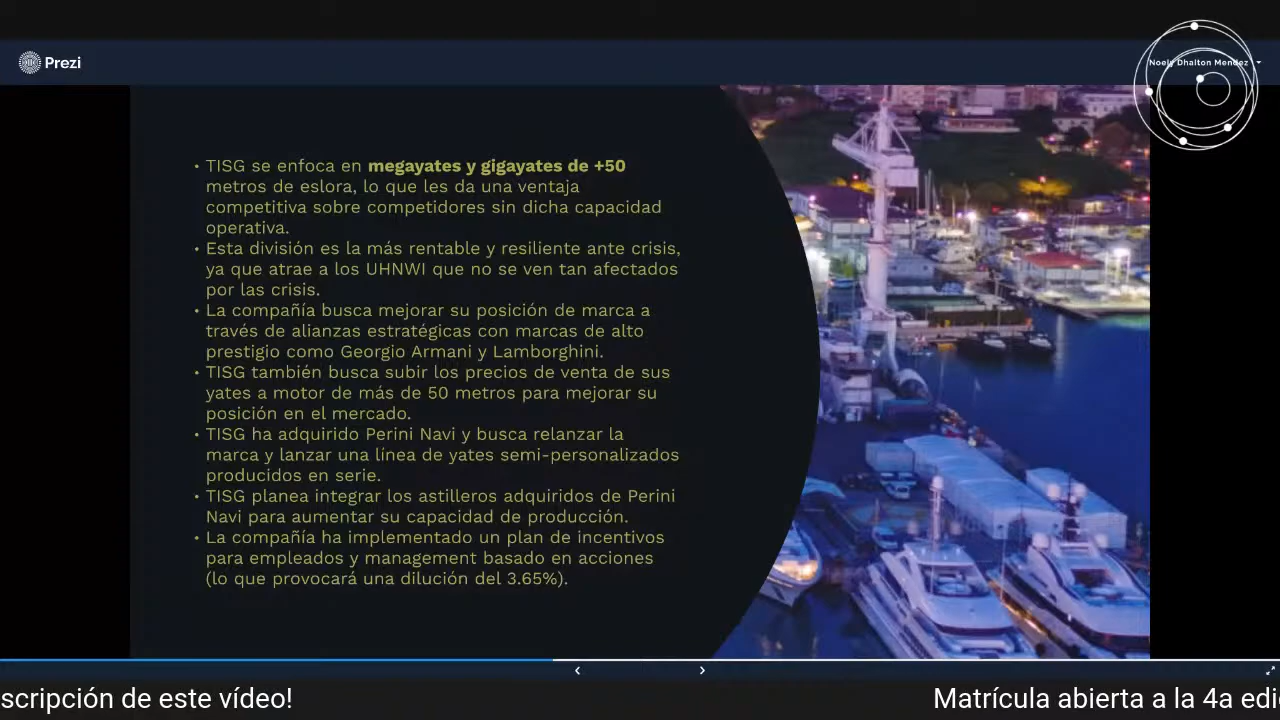 Prezi
Noely Dhalton Mendez
• TISG se enfoca en megayates y gigayates de +50
metros de eslora, lo que les da una ventaja
competitiva sobre competidores sin dicha capacidad
operativa.
• Esta división es la más rentable y resiliente ante crisis,
ya que atrae a los UHNWI que no se ven tan afectados
por las crisis.
• La compañía busca mejorar su posición de marca a
través de alianzas estratégicas con marcas de alto
prestigio como Georgio Armani y Lamborghini.
• TISG también busca subir los precios de venta de sus
yates a motor de más de 50 metros para mejorar su
posición en el mercado.
• TISG ha adquirido Perini Navi y busca relanzar la
marca y lanzar una línea de yates semi-personalizados
producidos en serie.
• TISG planea integrar los astilleros adquiridos de Perini
Navi para aumentar su capacidad de producción.
• La compañía ha implementado un plan de incentivos
para empleados y management basado en acciones
(lo que provocará una dilución del 3.65%).
scripción de este vídeo!
Matrícula abierta a la 4a edi